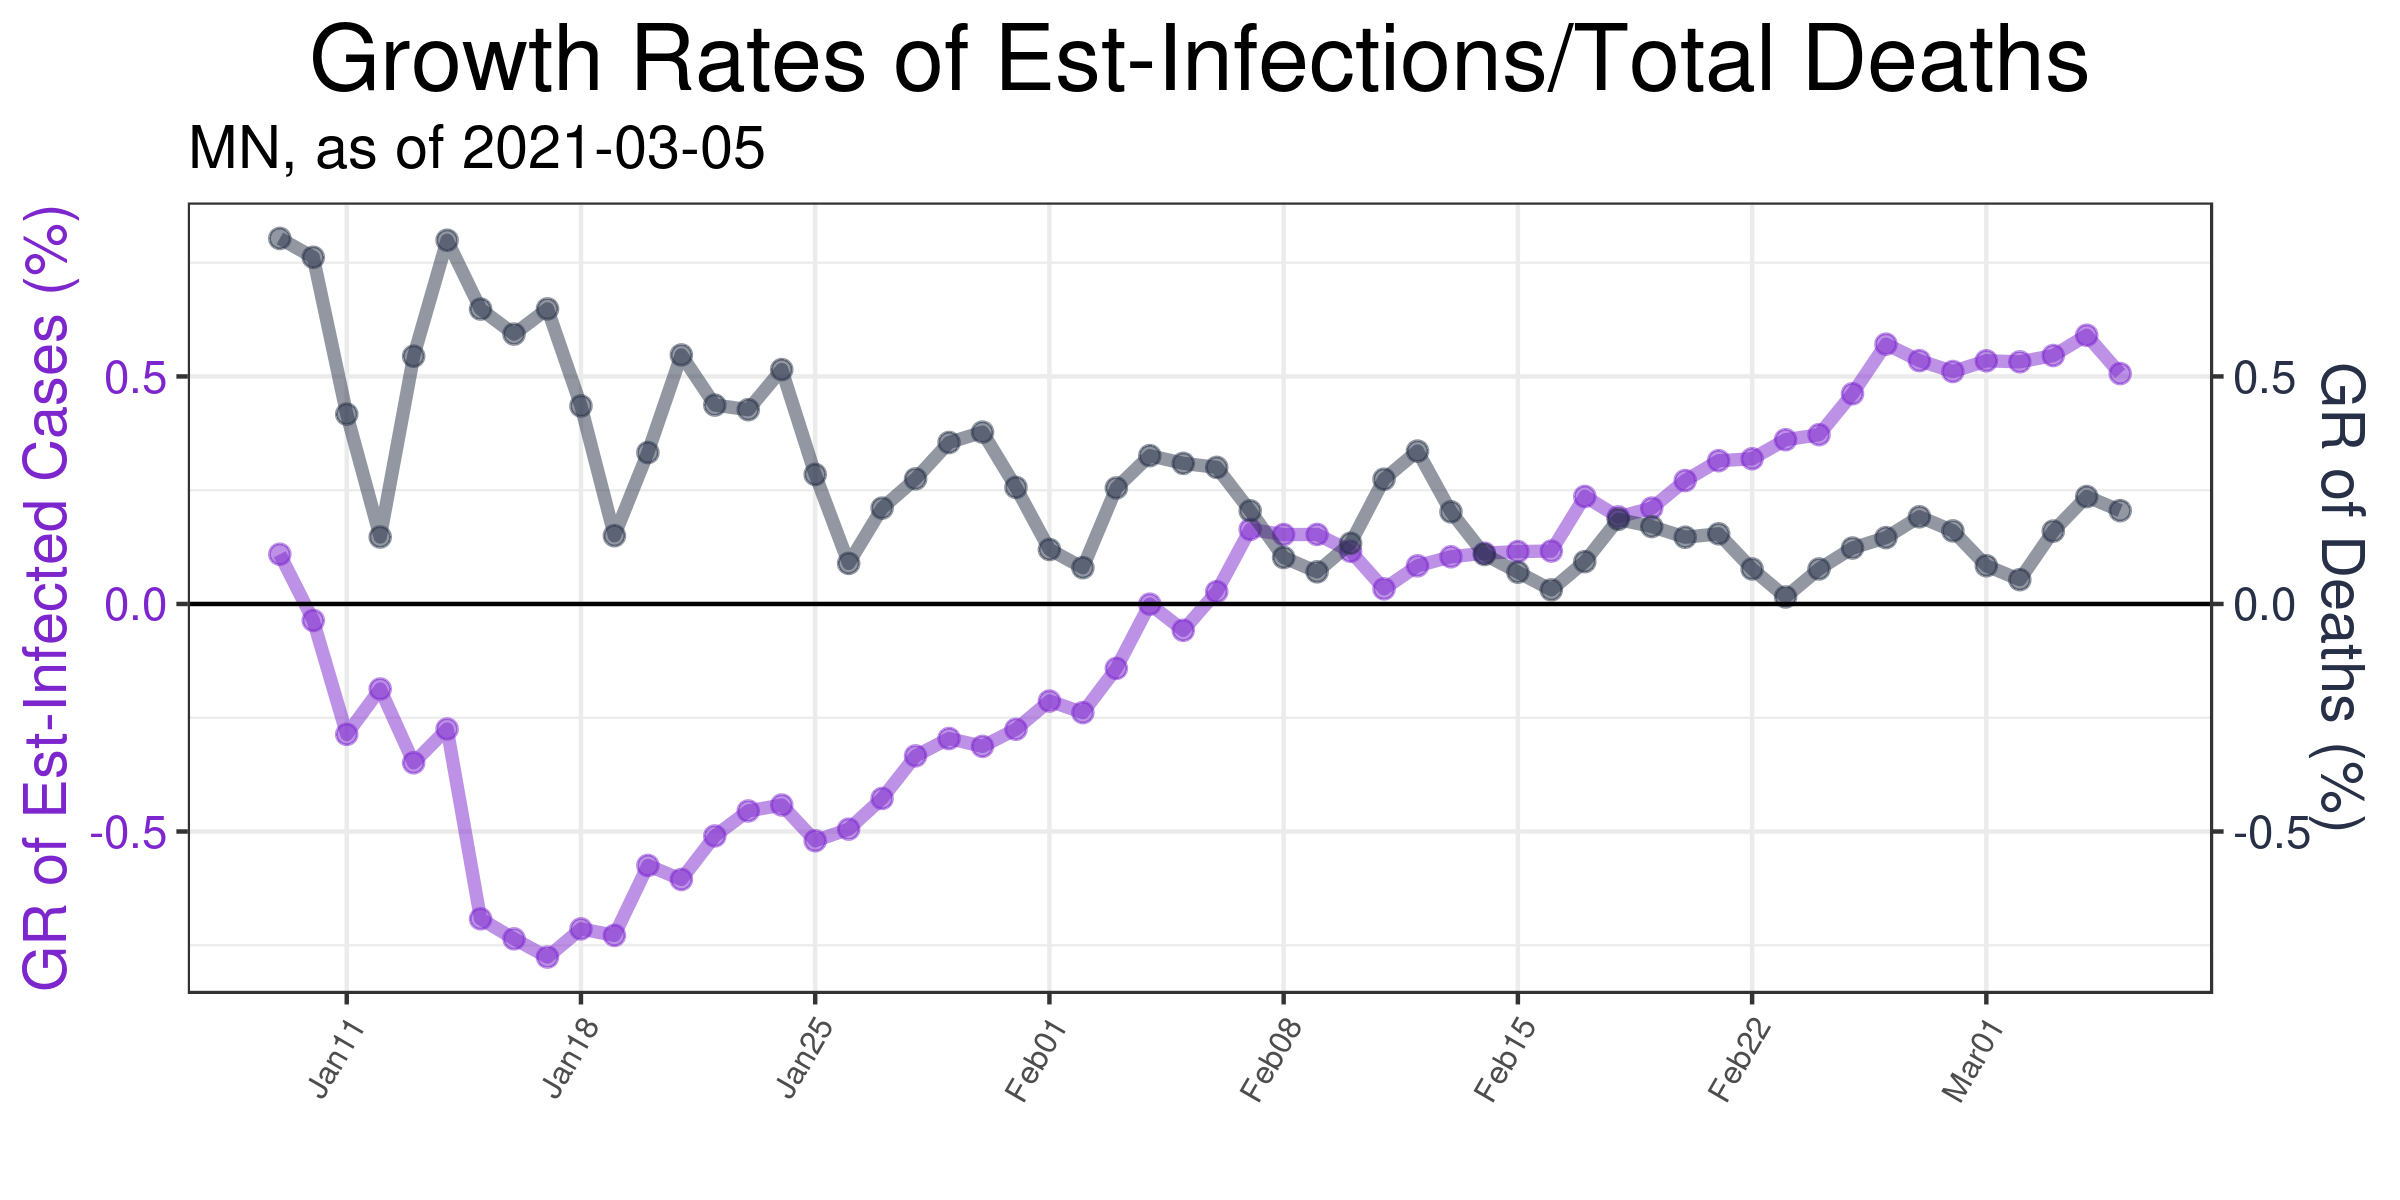 Growth Rates of Est-Infections/Total Deaths
MN, as of 2021-03-05
GR of Est-Infected Cases (%)
0.5
0.0
-0.5
0.5
0.0
-0.5
GR of Deaths (%)
Jan11
Jan18
Jan25
Feb01
Feb08
Feb15
Feb22
Mar01